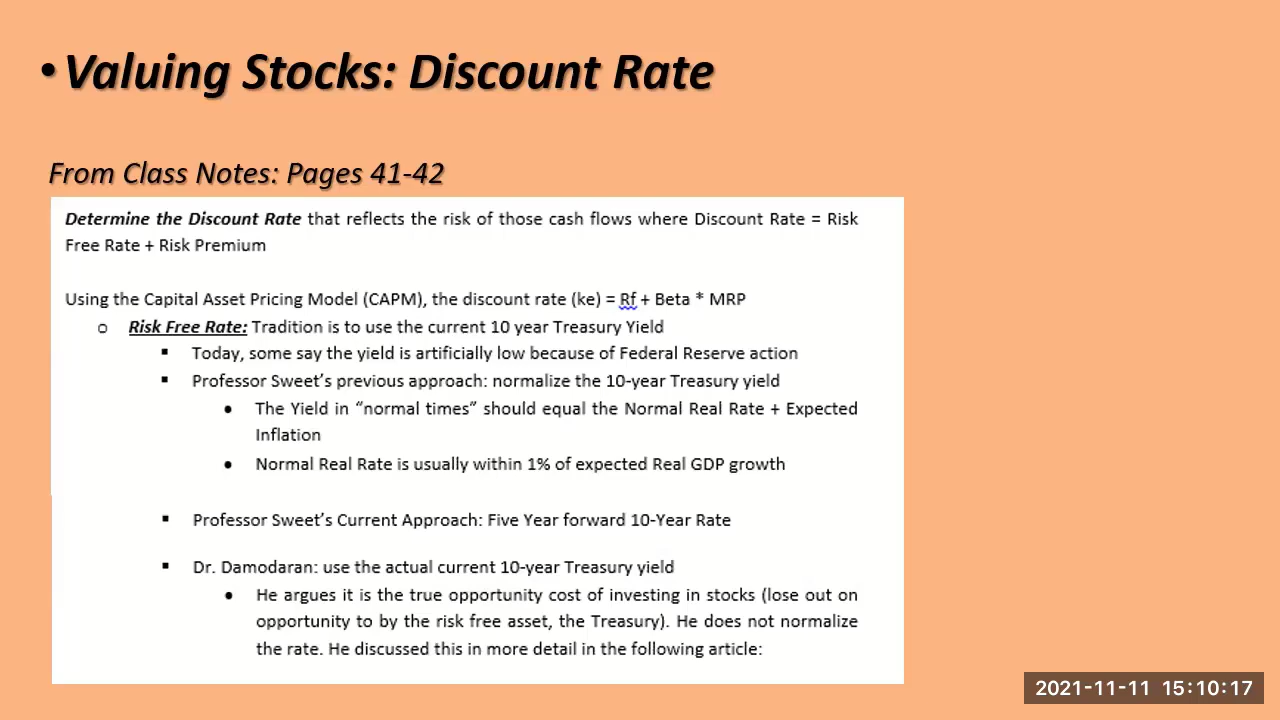 •Valuing Stocks: Discount Rate
From Class Notes: Pages 41-42
Determine the Discount Rate that reflects the risk of those cash flows where Discount Rate = Risk
Free Rate + Risk Premium
Using the Capital Asset Pricing Model (CAPM), the discount rate (ke) = Rf + Beta * MRP
o Risk Free Rate: Tradition is to use the current 10 year Treasury Yield
▪ Today, some say the yield is artificially low because of Federal Reserve action
▪ Professor Sweet's previous approach: normalize the 10-year Treasury yield
• The Yield in “normal times” should equal the Normal Real Rate + Expected
Inflation
• Normal Real Rate is usually within 1% of expected Real GDP growth
▪ Professor Sweet's Current Approach: Five Year forward 10-Year Rate
▪ Dr. Damodaran: use the actual current 10-year Treasury yield
• He argues it is the true opportunity cost of investing in stocks (lose out on
opportunity to by the risk free asset, the Treasury). He does not normalize
the rate. He discussed this in more detail in the following article:
2021-11-11 15:10:17